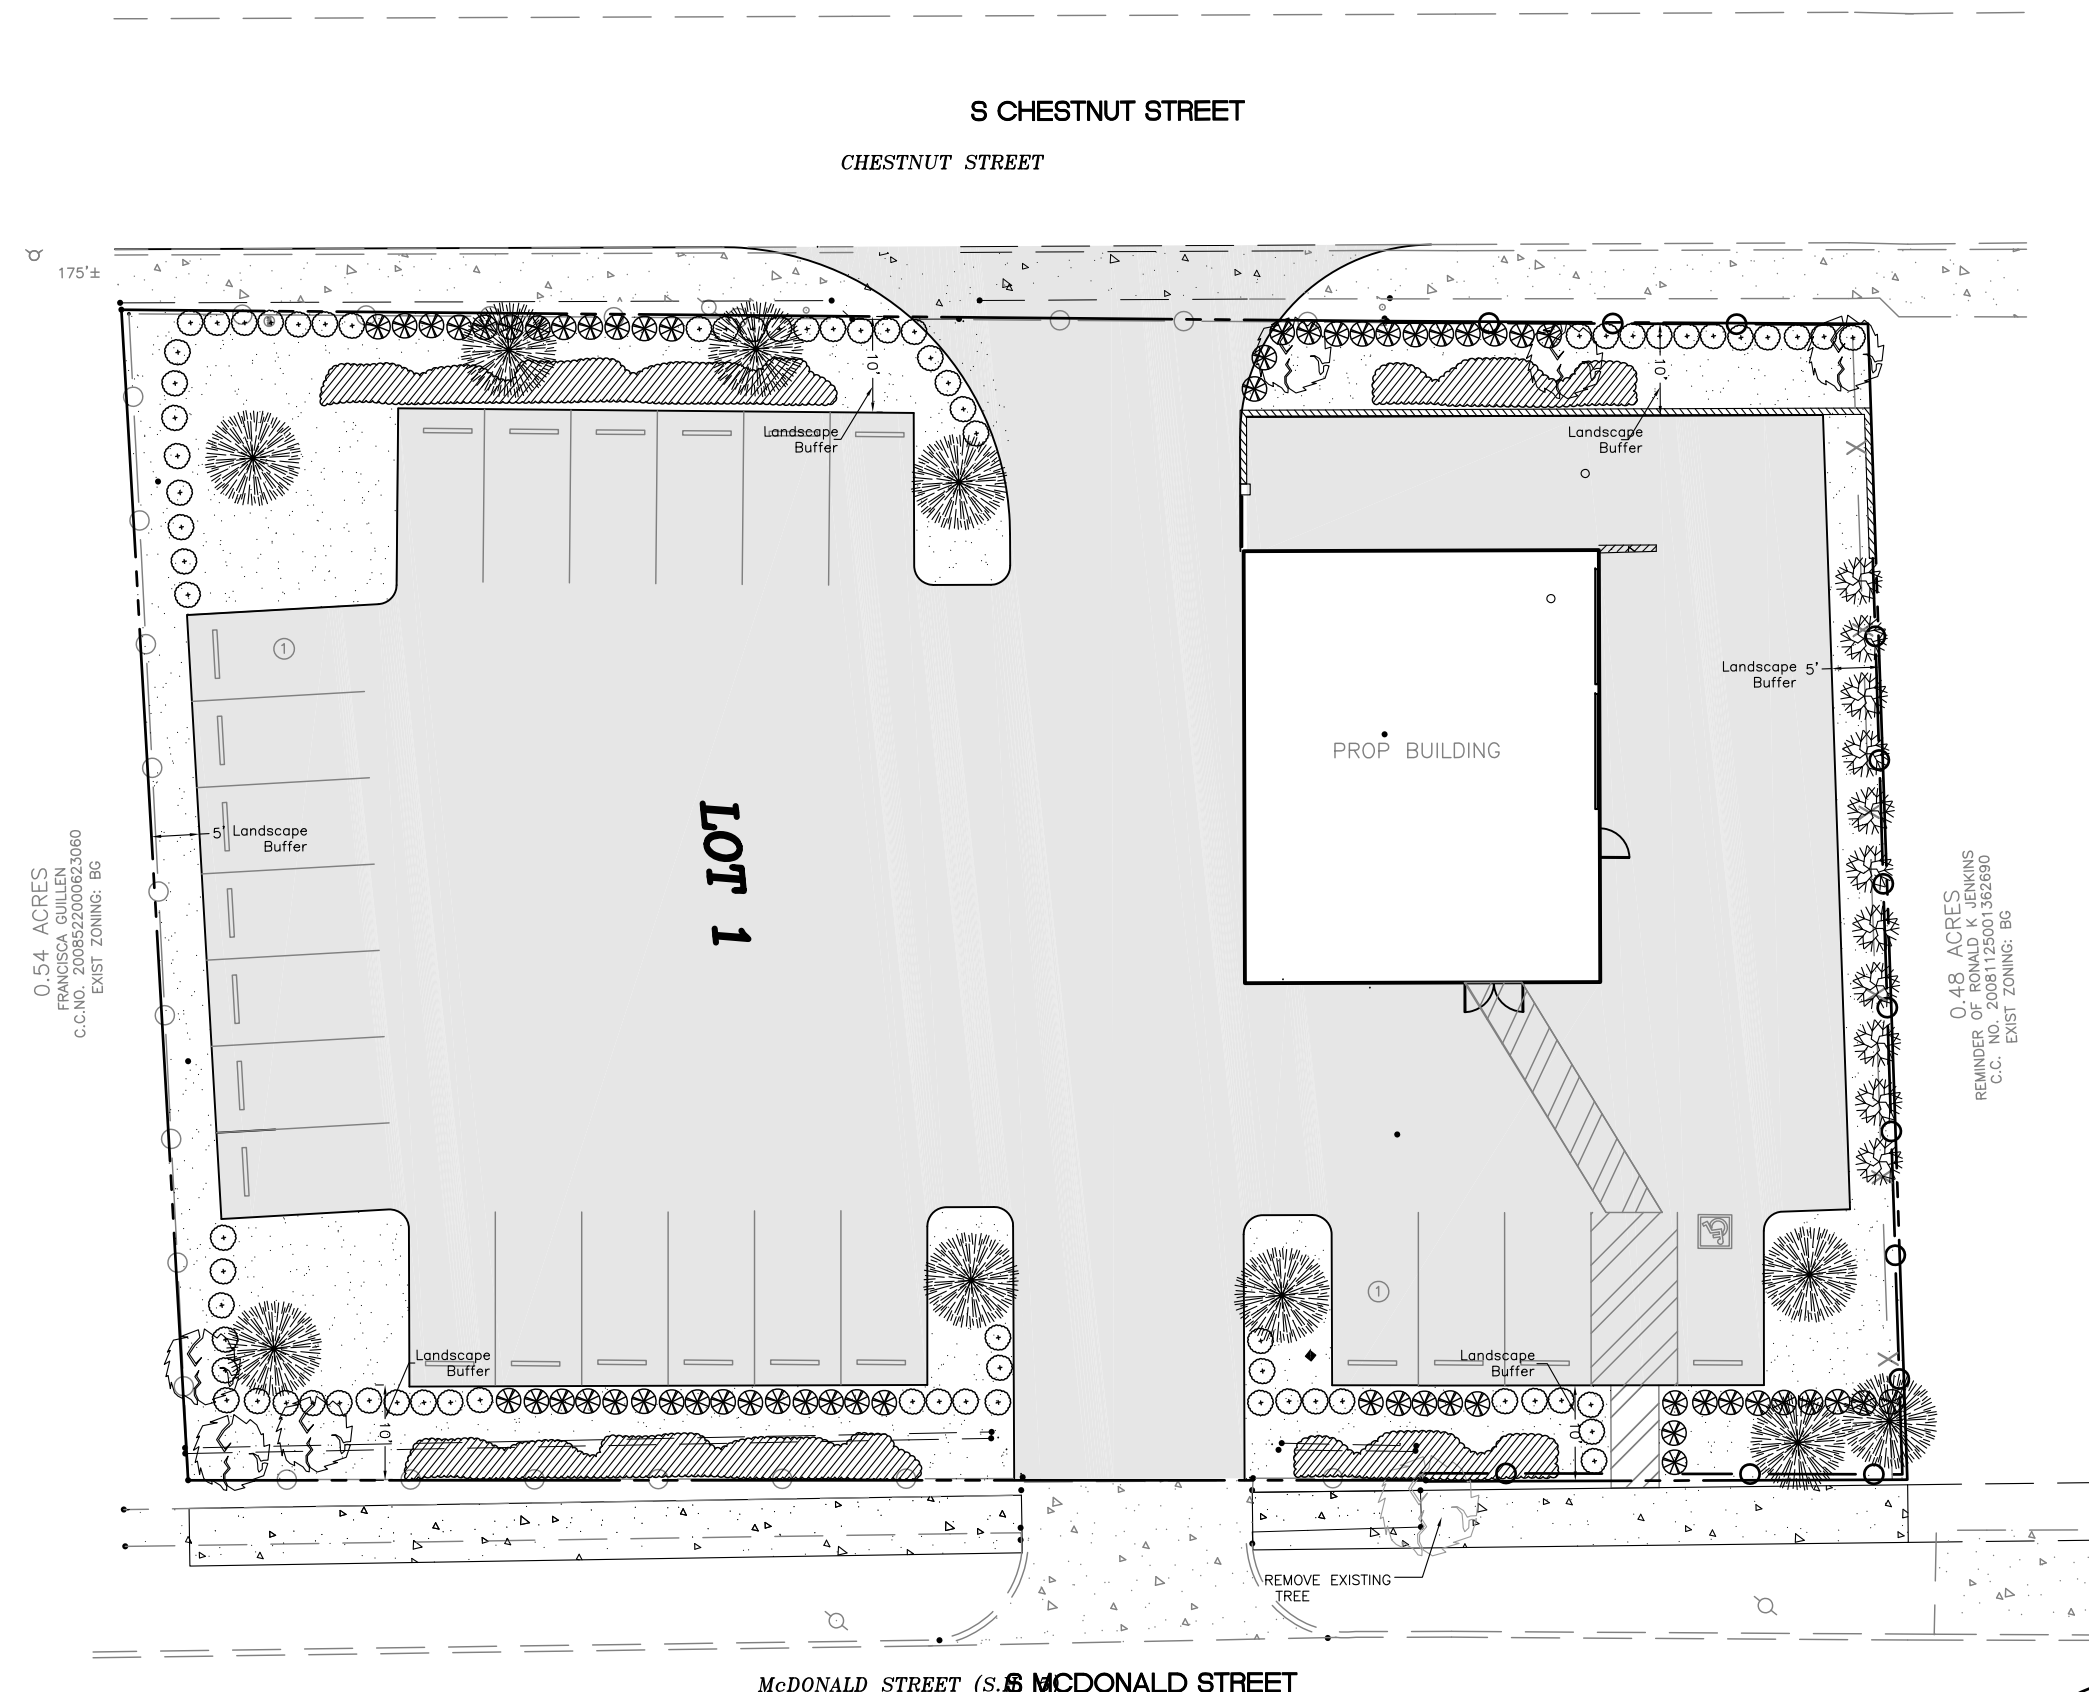 S CHESTNUT STREET
CHESTNUT STREET
175'±
10'
Landscape
Buffer
10'
Landscape
Buffer
1
Landscape 5'
Buffer
PROP BUILDING
LOT 1
5' Landscape
Buffer
0.54 ACRES
FRANCISCA GUILLEN
C.C.NO. 2008522000623060
EXIST ZONING: BG
0.48 ACRES
REMINDER OF RONALD K JENKINS
C.C. NO. 20081125001362690
EXIST ZONING: BG
1
Landscape
Buffer
10'
Landscape
Buffer
10'
REMOVE EXISTING
TREE
McDONALD STREET (S.H.
S MCDONALD STREET